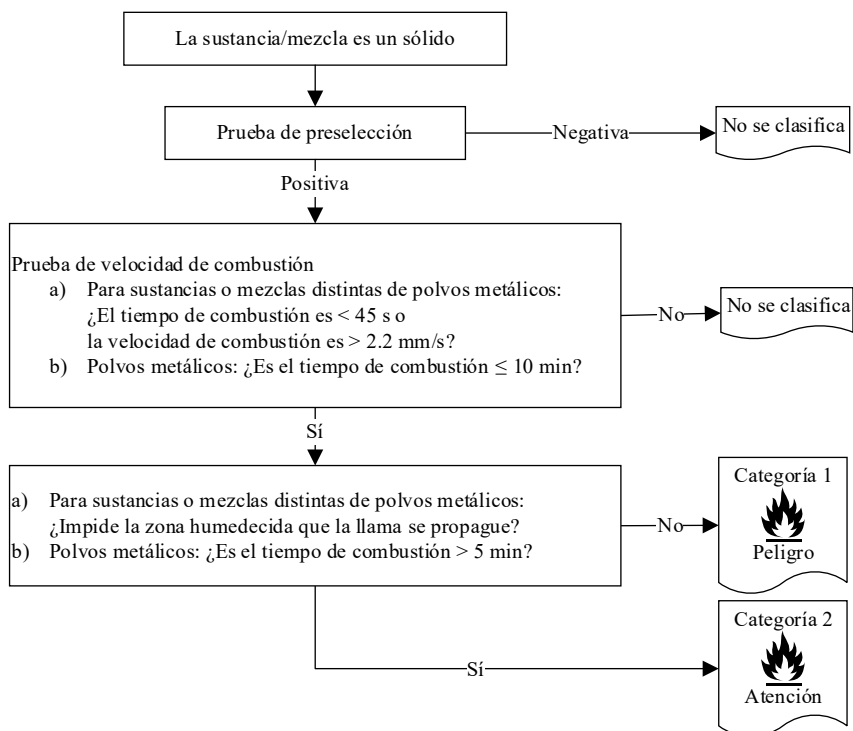 La sustancia/mezcla es un sólido
Prueba de preselección
Negativa
No se clasifica
Positiva
Prueba de velocidad de combustión
a) Para sustancias o mezclas distintas de polvos metálicos:
¿El tiempo de combustión es < 45 s o
la velocidad de combustión es > 2.2 mm/s?
b) Polvos metálicos: ¿Es el tiempo de combustión ≤ 10 min?
No
No se clasifica
Sí
a) Para sustancias o mezclas distintas de polvos metálicos:
¿Impide la zona humedecida que la llama se propague?
b) Polvos metálicos: ¿Es el tiempo de combustión > 5 min?
No
Categoría 1
Peligro
Sí
Categoría 2
Atención